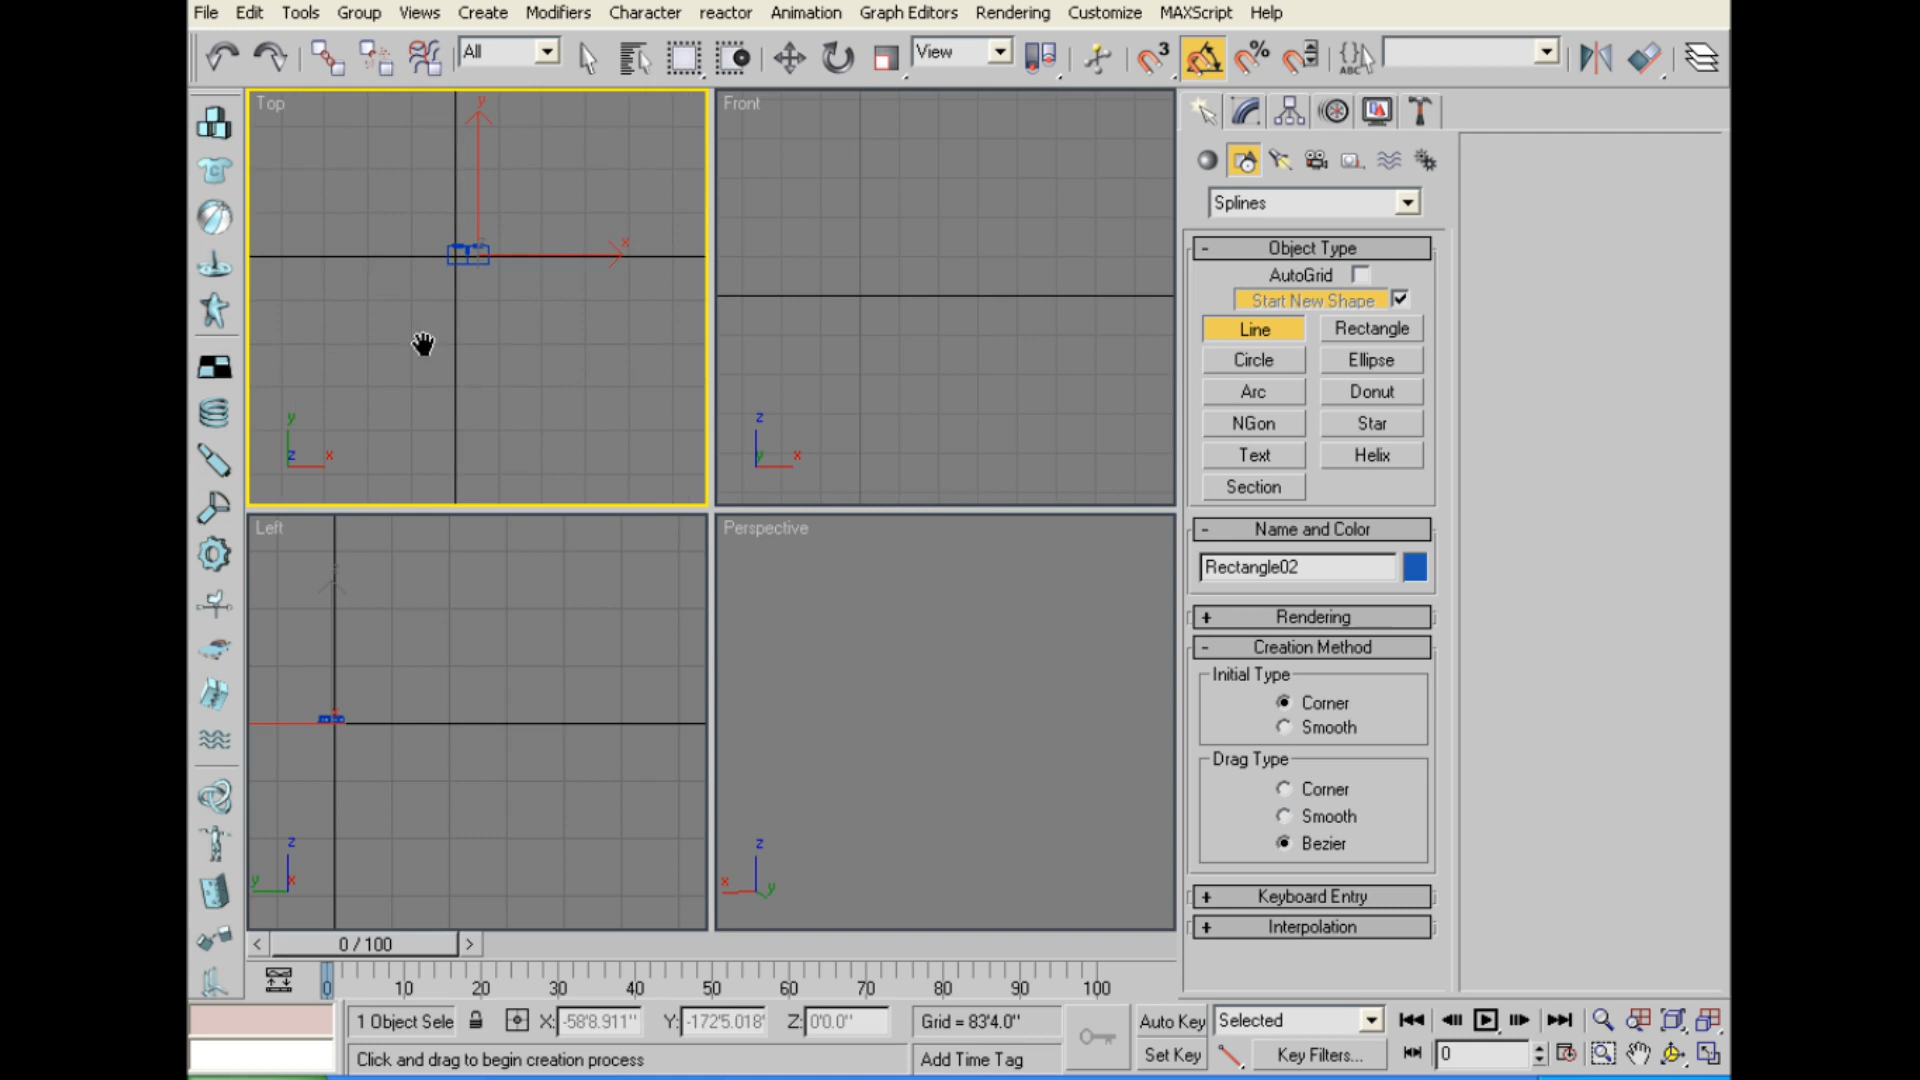 File Edit Tools Group Views Create Modifiers Character reactor Animation Graph Editors Rendering Customize MAXScript Help
All
View
3
%
ABC
Top
y
x
y
z x
Front
z
y x
Left
z
y x
Perspective
z
x y
Splines
- Object Type
AutoGrid
Start New Shape
Line Rectangle
Circle Ellipse
Arc Donut
NGon Star
Text Helix
Section
- Name and Color
Rectangle02
+ Rendering
- Creation Method
Initial Type
Corner
Smooth
Drag Type
Corner
Smooth
Bezier
+ Keyboard Entry
+ Interpolation
< 0 / 100 >
0 10 20 30 40 50 60 70 80 90 100
1 Object Sele X: -58'8.911" Y: -172'5.018' Z: 0'0.0" Grid = 83'4.0" Auto Key Selected
Click and drag to begin creation process Add Time Tag Set Key Key Filters... 0